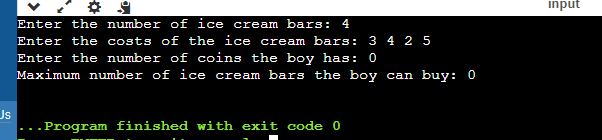 input
Enter the number of ice cream bars: 4
Enter the costs of the ice cream bars: 3 4 2 5
Enter the number of coins the boy has: 0
Maximum number of ice cream bars the boy can buy: 0
Js
...Program finished with exit code 0